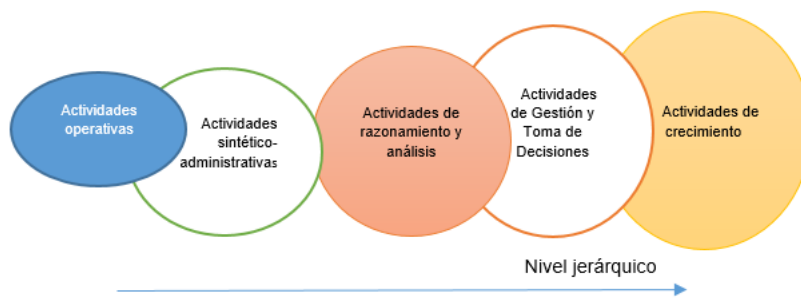 Actividades
operativas
Actividades
sintético-
administrativas
Actividades de
razonamiento y
análisis
Actividades
de Gestión y
Toma de
Decisiones
Actividades de
crecimiento
Nivel jerárquico